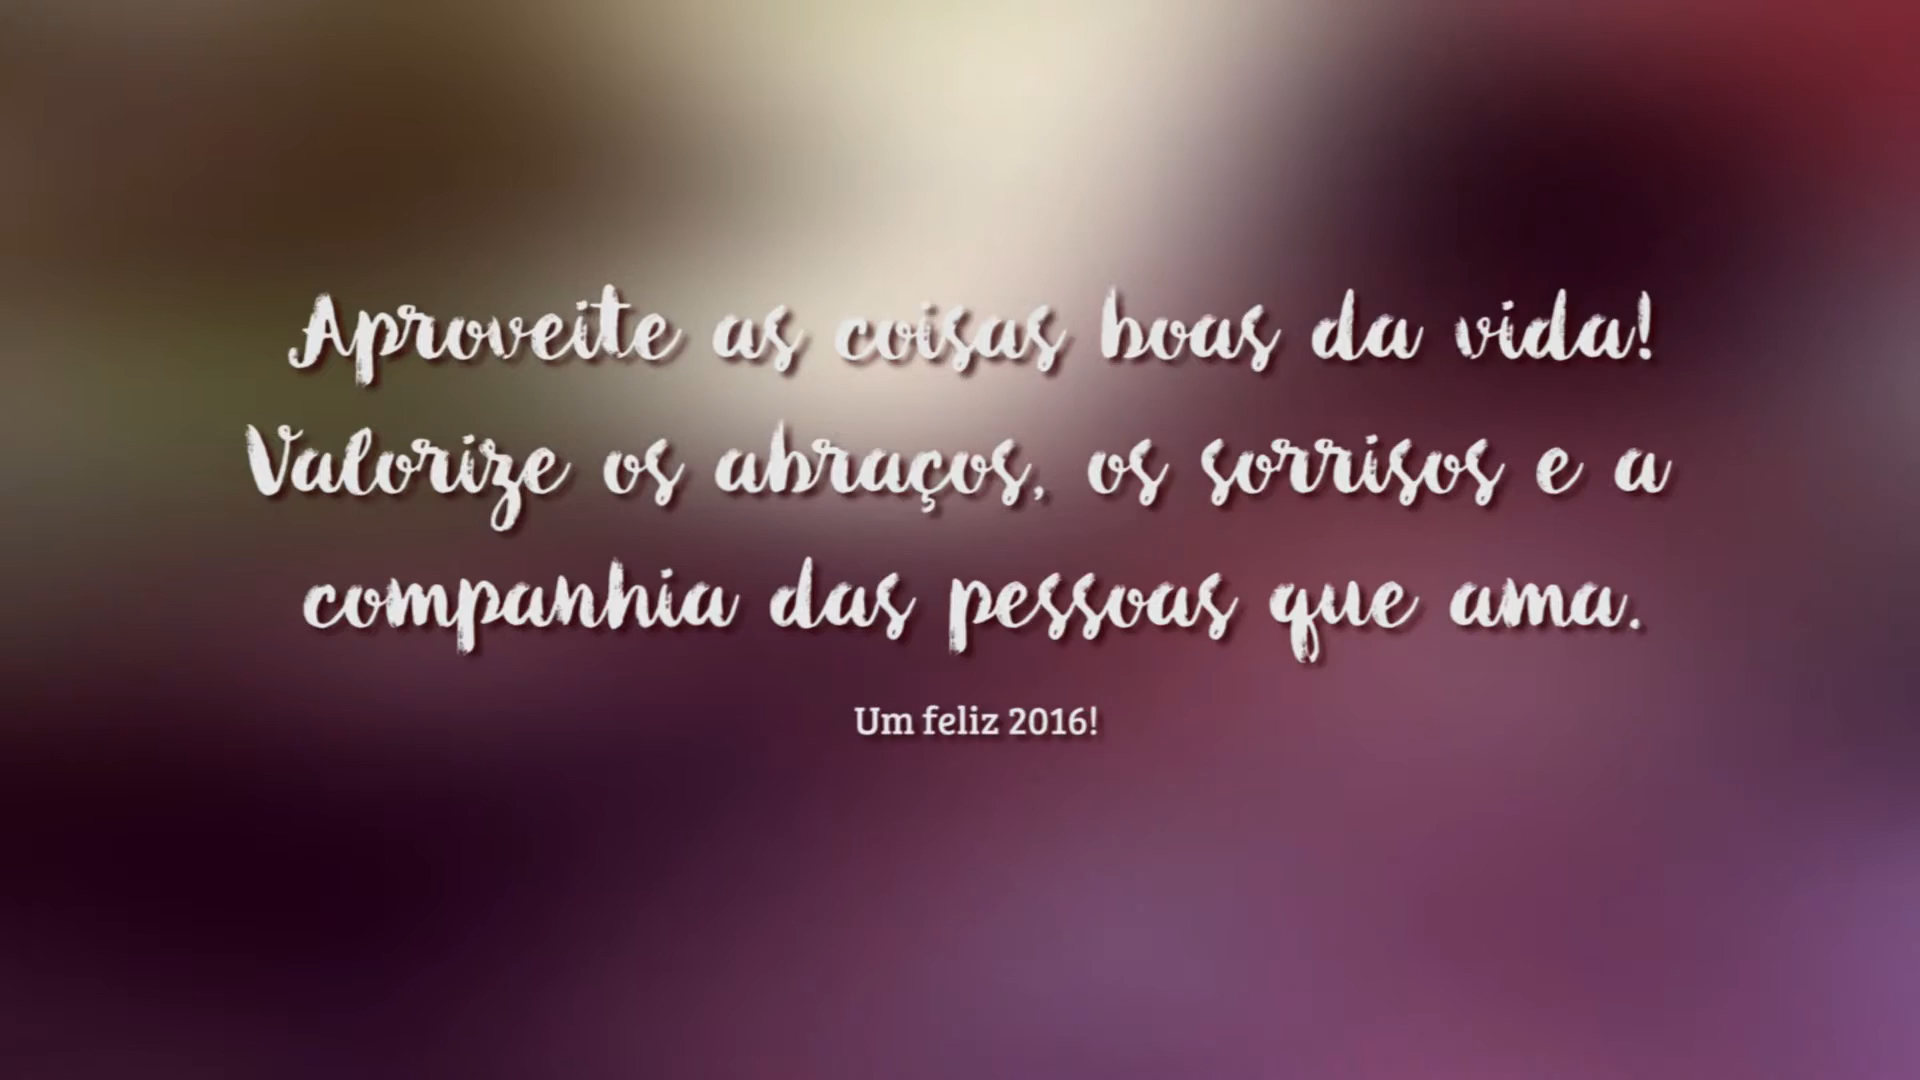 Aproveite as coisas boas da vida!
Valorize os abraços, os sorrisos e a
companhia das pessoas que ama.
Um feliz 2016!